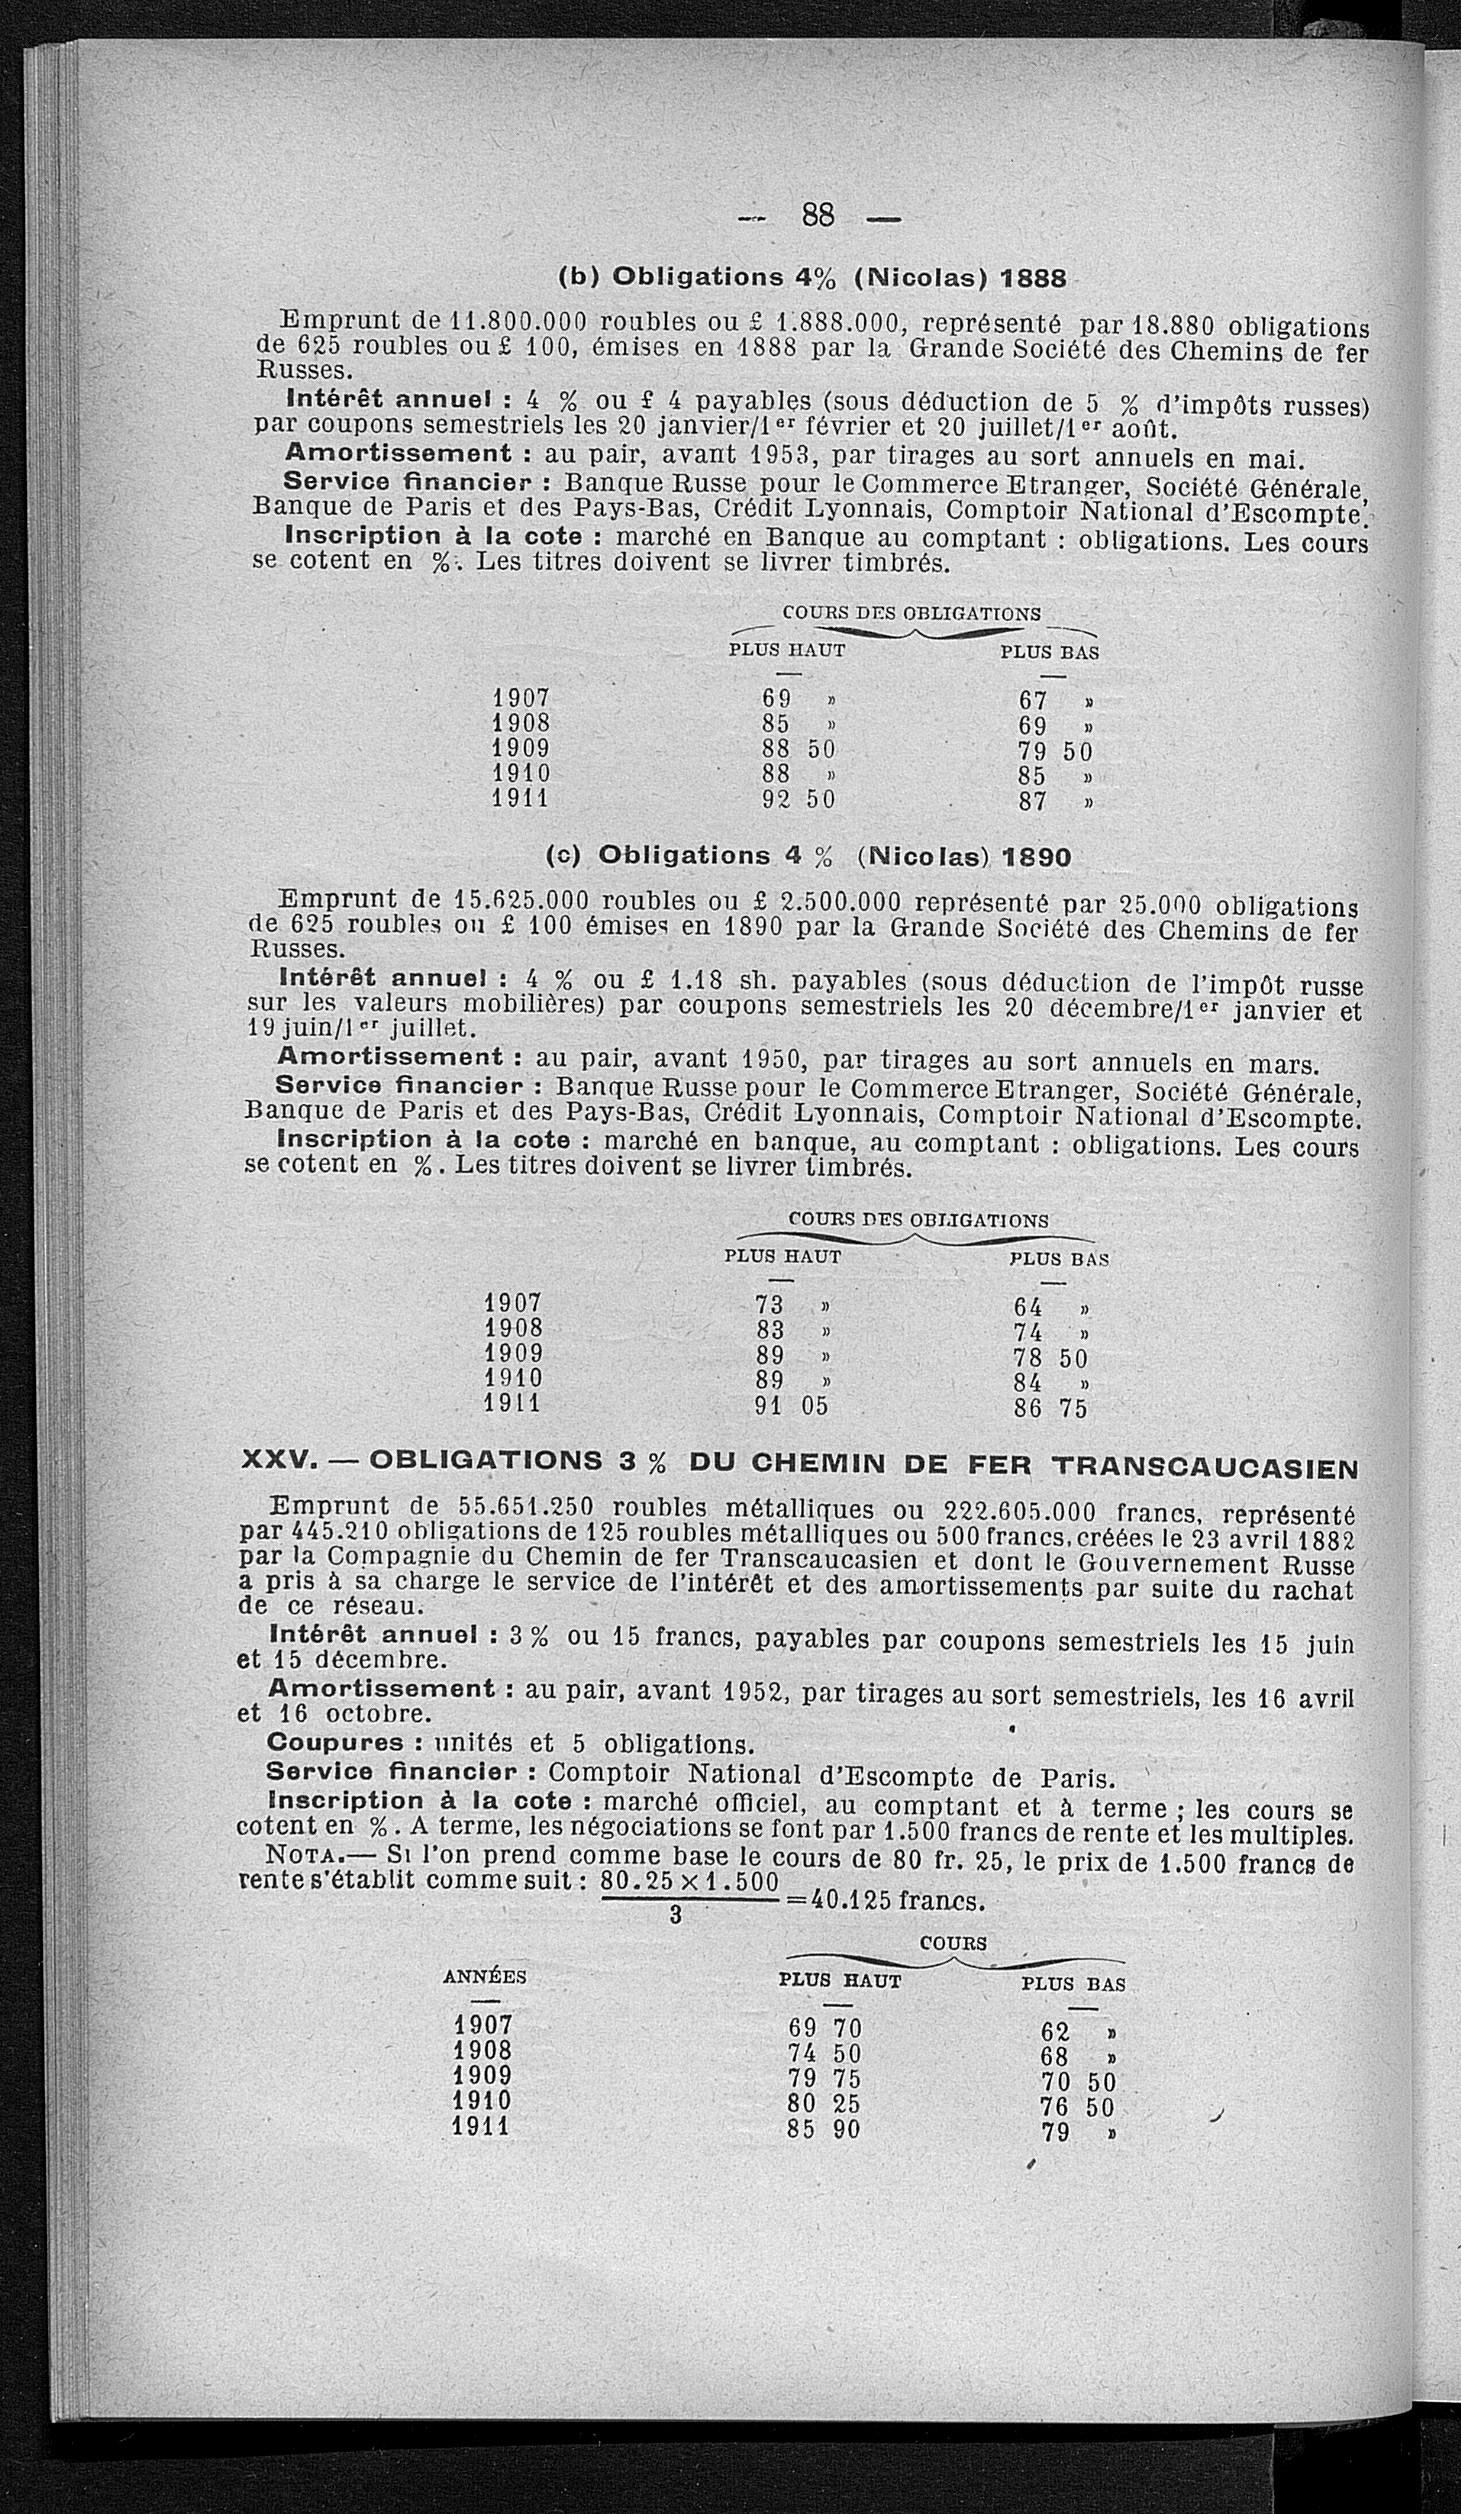 — 88 —
(b) Obligations 4% (Nicolas) 1888
Emprunt de 11.800.000 roubles ou £ 1.888.000, représenté par 18.880 obligations
de 625 roubles ou £ 100, émises en 1888 par la Grande Société des Chemins de fer
Russes.
Intérêt annuel : 4 % ou £ 4 payables (sous déduction de 5 % d'impôts russes)
par coupons semestriels les 20 janvier/1er février et 20 juillet/1er août.
Amortissement : au pair, avant 1953, par tirages au sort annuels en mai.
Service financier : Banque Russe pour le Commerce Etranger, Société Générale,
Banque de Paris et des Pays-Bas, Crédit Lyonnais, Comptoir National d'Escompte.
Inscription à la cote : marché en Banque au comptant : obligations. Les cours
se cotent en %. Les titres doivent se livrer timbrés.
COURS DES OBLIGATIONS
PLUS HAUT PLUS BAS
1907 69 » 67 »
1908 85 » 69 »
1909 88 50 79 50
1910 88 » 85 »
1911 92 50 87 »
(c) Obligations 4 % (Nicolas) 1890
Emprunt de 15.625.000 roubles ou £ 2.500.000 représenté par 25.000 obligations
de 625 roubles ou £ 100 émises en 1890 par la Grande Société des Chemins de fer
Russes.
Intérêt annuel : 4 % ou £ 1.18 sh. payables (sous déduction de l'impôt russe
sur les valeurs mobilières) par coupons semestriels les 20 décembre/1er janvier et
19 juin/1er juillet.
Amortissement : au pair, avant 1950, par tirages au sort annuels en mars.
Service financier : Banque Russe pour le Commerce Etranger, Société Générale,
Banque de Paris et des Pays-Bas, Crédit Lyonnais, Comptoir National d'Escompte.
Inscription à la cote : marché en banque, au comptant : obligations. Les cours
se cotent en %. Les titres doivent se livrer timbrés.
COURS DES OBLIGATIONS
PLUS HAUT PLUS BAS
1907 73 » 64 »
1908 83 » 74 »
1909 89 » 78 50
1910 89 » 84 »
1911 91 05 86 75
XXV. — OBLIGATIONS 3 % DU CHEMIN DE FER TRANSCAUCASIEN
Emprunt de 55.651.250 roubles métalliques ou 222.605.000 francs, représenté
par 445.210 obligations de 125 roubles métalliques ou 500 francs, créées le 23 avril 1882
par la Compagnie du Chemin de fer Transcaucasien et dont le Gouvernement Russe
a pris à sa charge le service de l'intérêt et des amortissements par suite du rachat
de ce réseau.
Intérêt annuel : 3 % ou 15 francs, payables par coupons semestriels les 15 juin
et 15 décembre.
Amortissement : au pair, avant 1952, par tirages au sort semestriels, les 16 avril
et 16 octobre.
Coupures : unités et 5 obligations.
Service financier : Comptoir National d'Escompte de Paris.
Inscription à la cote : marché officiel, au comptant et à terme ; les cours se
cotent en %. A terme, les négociations se font par 1.500 francs de rente et les multiples.
NOTA.— Si l'on prend comme base le cours de 80 fr. 25, le prix de 1.500 francs de
rente s'établit comme suit : 80.25 × 1.500
3 = 40.125 francs.
COURS
ANNÉES PLUS HAUT PLUS BAS
1907 69 70 62 »
1908 74 50 68 »
1909 79 75 70 50
1910 80 25 76 50
1911 85 90 79 »